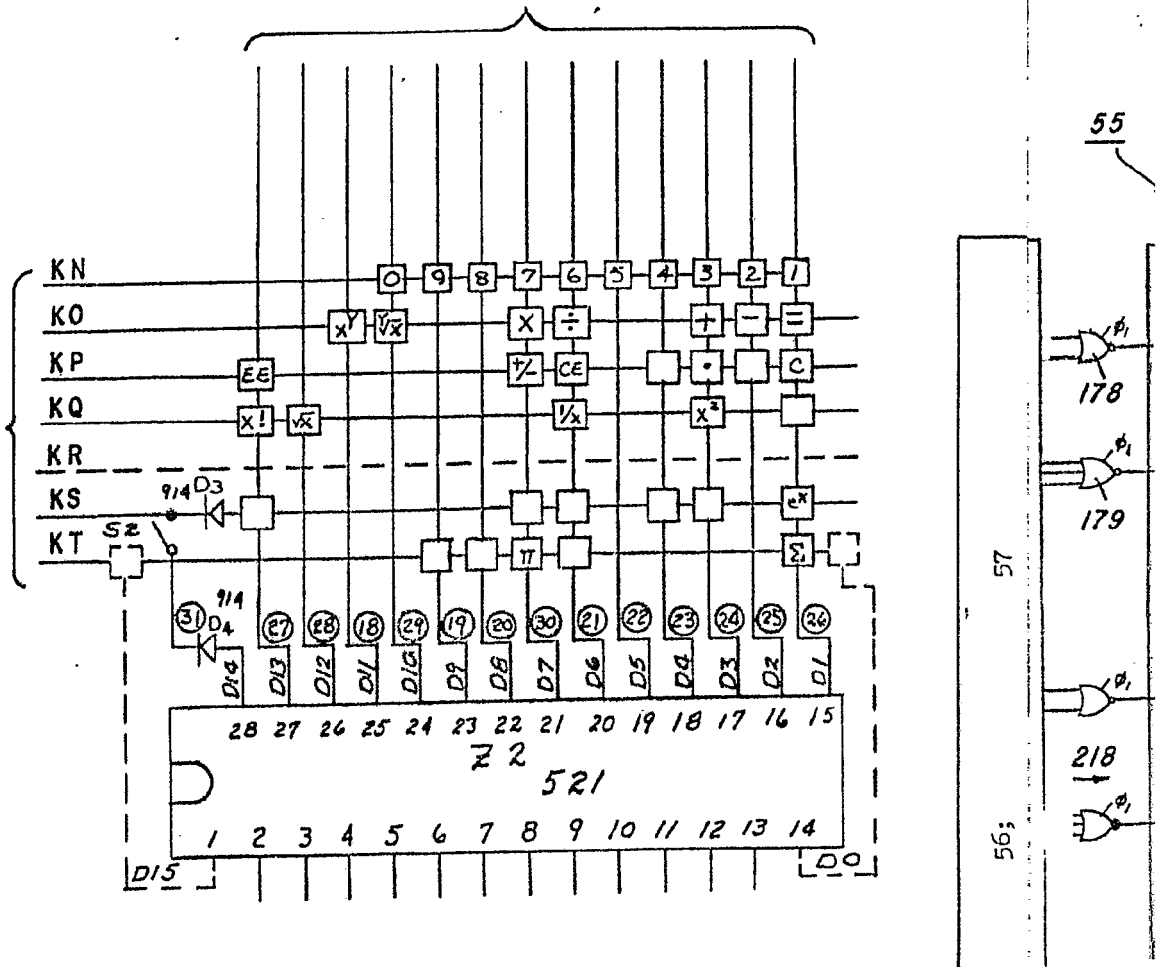 KN 0 9 8 7 6 5 4 3 2 1
KO x^y ʸ√x X ÷ + − =
KP EE +/- CE • C
KQ x! √x 1/x x²
KR
KS 914 D3 e^x
S2
KT π Σ
914
31 D4 27 28 18 29 19 20 30 21 22 23 24 25 26
D14 D13 D12 D11 D10 D9 D8 D7 D6 D5 D4 D3 D2 D1
28 27 26 25 24 23 22 21 20 19 18 17 16 15
Z2
521
1 2 3 4 5 6 7 8 9 10 11 12 13 14
D15 D0
55
ϕ1
178
ϕ1
179
57
ϕ1
218
ϕ1
56;